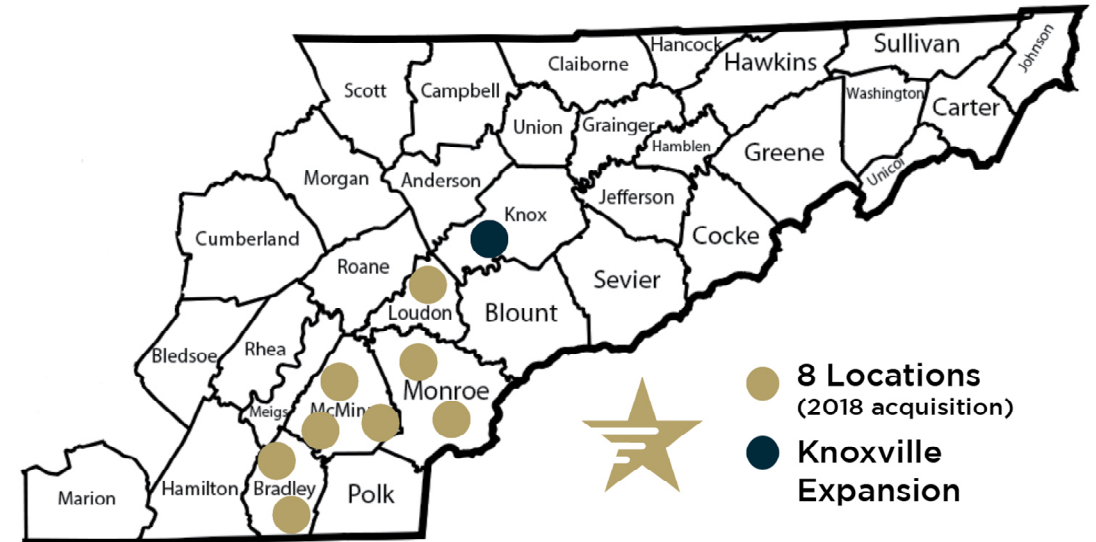 Scott
Campbell
Claiborne
Hancock
Hawkins
Sullivan
Johnson
Union
Grainger
Hamblen
Washington
Carter
Greene
Unicoi
Morgan
Anderson
Knox
Jefferson
Cocke
Cumberland
Roane
Loudon
Blount
Sevier
Bledsoe
Rhea
Meigs
McMin
Monroe
Marion
Hamilton
Bradley
Polk
8 Locations
(2018 acquisition)
Knoxville
Expansion